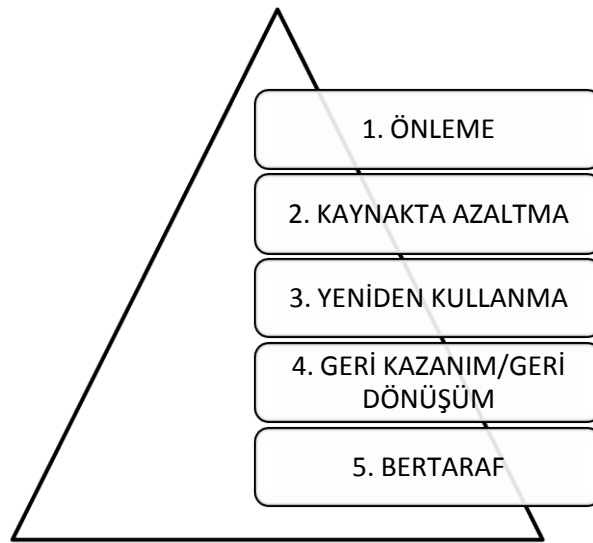 1. ÖNLEME
2. KAYNAKTA AZALTMA
3. YENİDEN KULLANMA
4. GERİ KAZANIM/GERİ
DÖNÜŞÜM
5. BERTARAF